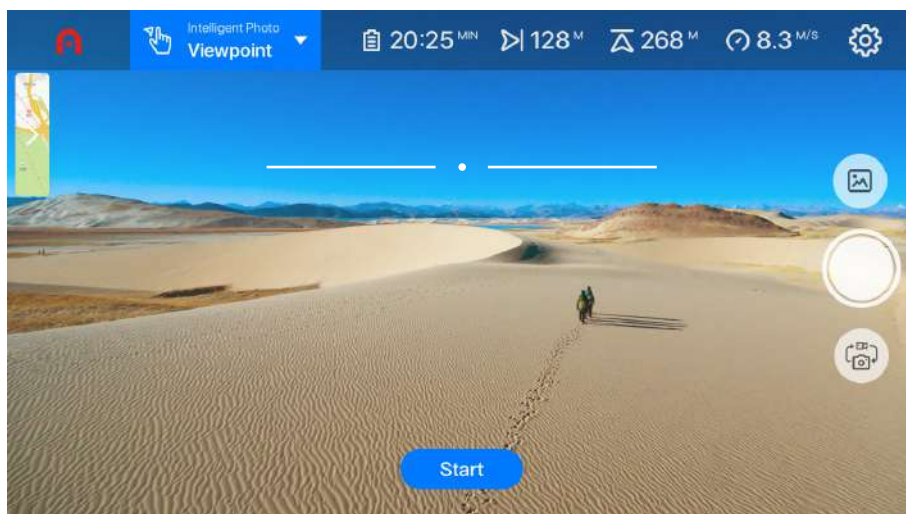 Intelligent Photo
Viewpoint
20:25 MIN
128 M
268 M
8.3 M/S
Start